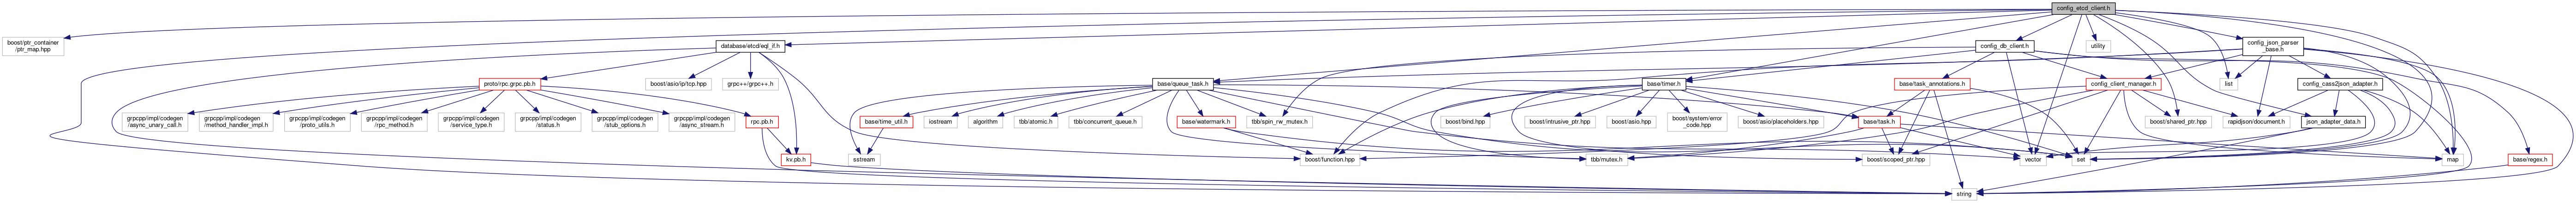 config_etcd_client.h
boost/ptr_container
/ptr_map.hpp
database/etcd/eql_if.h
config_db_client.h
utility
config_json_parser
_base.h
proto/rpc.grpc.pb.h
boost/asio/ip/tcp.hpp
grpc++/grpc++.h
base/queue_task.h
base/timer.h
base/task_annotations.h
config_client_manager.h
list
config_cass2json_adapter.h
grpcpp/impl/codegen
/async_unary_call.h
grpcpp/impl/codegen
/method_handler_impl.h
grpcpp/impl/codegen
/proto_utils.h
grpcpp/impl/codegen
/rpc_method.h
grpcpp/impl/codegen
/service_type.h
grpcpp/impl/codegen
/status.h
grpcpp/impl/codegen
/stub_options.h
grpcpp/impl/codegen
/async_stream.h
rpc.pb.h
base/time_util.h
iostream
algorithm
tbb/atomic.h
tbb/concurrent_queue.h
base/watermark.h
tbb/spin_rw_mutex.h
boost/bind.hpp
boost/intrusive_ptr.hpp
boost/asio.hpp
boost/system/error
_code.hpp
boost/asio/placeholders.hpp
base/task.h
boost/shared_ptr.hpp
rapidjson/document.h
json_adapter_data.h
kv.pb.h
sstream
boost/function.hpp
tbb/mutex.h
boost/scoped_ptr.hpp
vector
set
map
base/regex.h
string